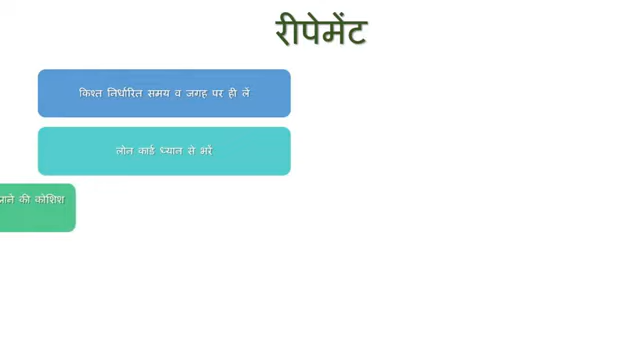 रीपेमेंट
किश्त निर्धारित समय व जगह पर ही लें
लोन कार्ड ध्यान से भरें
की कोशिश